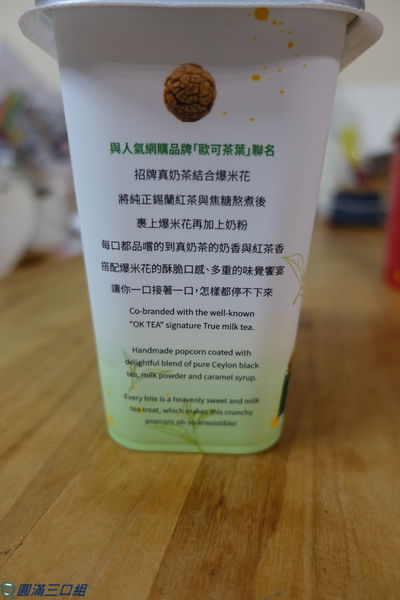 與人氣網購品牌「歐可茶葉」聯名
招牌真奶茶結合爆米花
將純正錫蘭紅茶與焦糖熬煮後
裹上爆米花再加上奶粉
每口都品嚐的到真奶茶的奶香與紅茶香
搭配爆米花的酥脆口感、多重的味覺饗宴
讓你一口接著一口，怎樣都停不下來
Co-branded with the well-known
"OK TEA" signature True milk tea.
Handmade popcorn coated with
delightful blend of pure Ceylon black
tea, milk powder and caramel syrup.
Every bite is a heavenly sweet and milk
tea treat, which makes this crunchy
popcorn oh so irresistible!
圓滿三口組